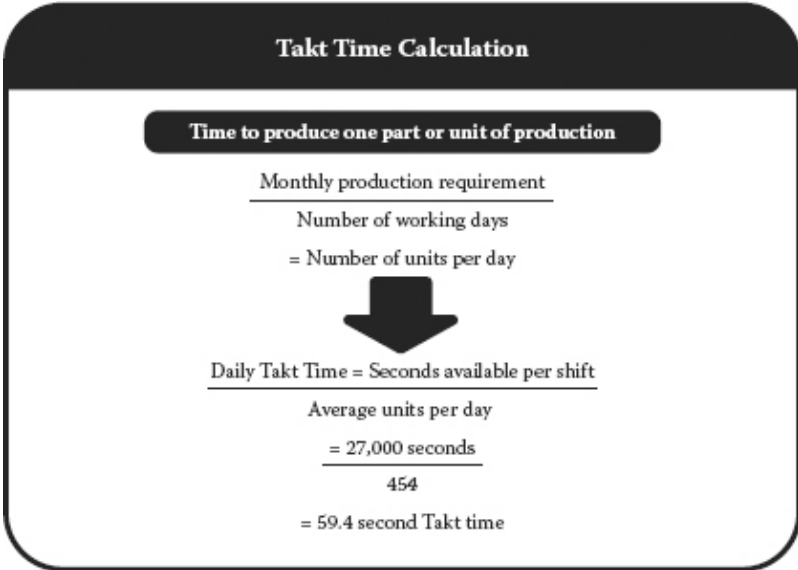 Takt Time Calculation
Time to produce one part or unit of production
Monthly production requirement
Number of working days
= Number of units per day
Daily Takt Time = Seconds available per shift
Average units per day
= 27,000 seconds
454
= 59.4 second Takt time